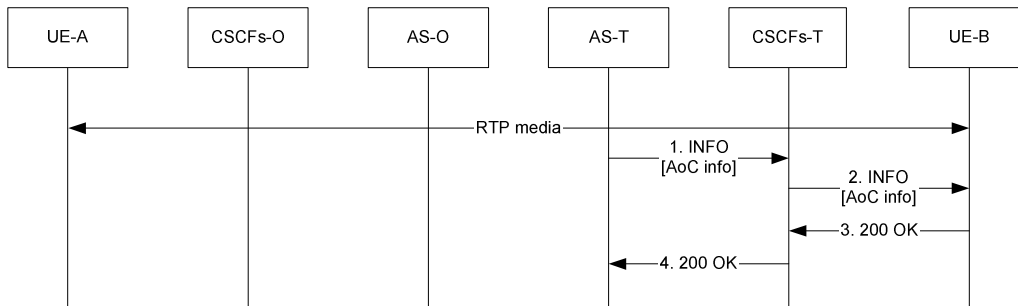 UE-A
CSCFs-O
AS-O
AS-T
CSCFs-T
UE-B
RTP media
1. INFO
[AoC info]
2. INFO
[AoC info]
3. 200 OK
4. 200 OK